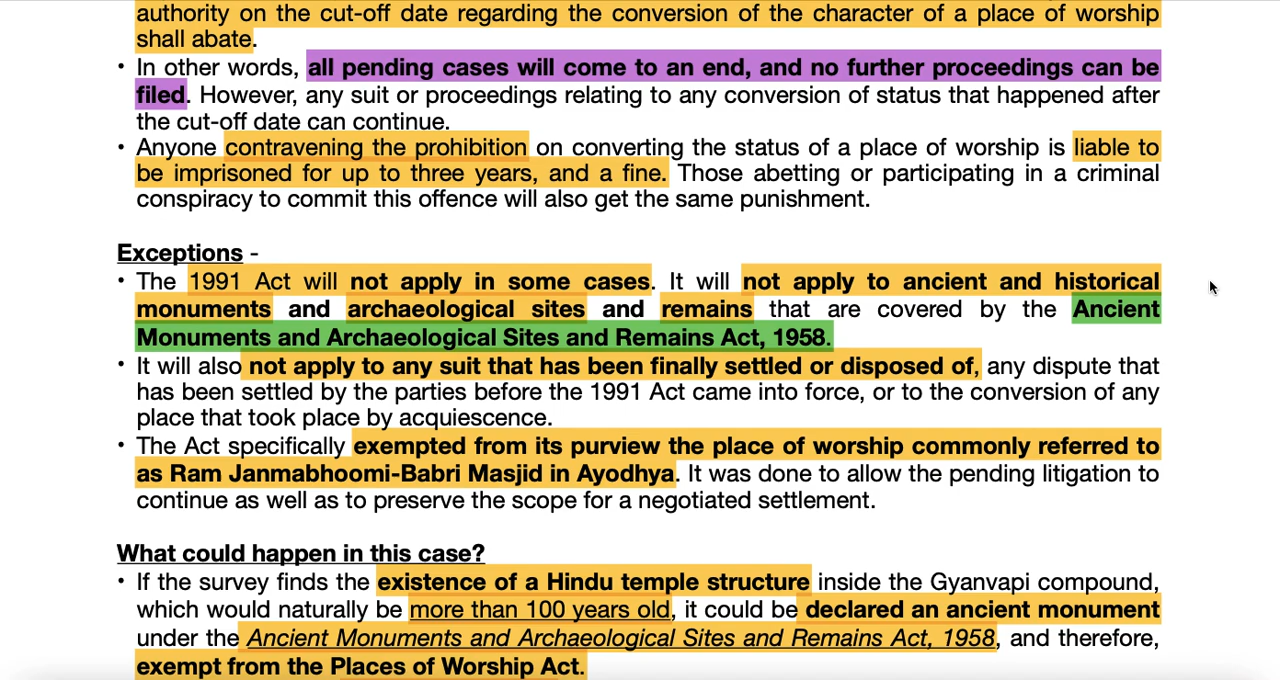 authority on the cut-off date regarding the conversion of the character of a place of worship
shall abate.
• In other words, all pending cases will come to an end, and no further proceedings can be
filed. However, any suit or proceedings relating to any conversion of status that happened after
the cut-off date can continue.
• Anyone contravening the prohibition on converting the status of a place of worship is liable to
be imprisoned for up to three years, and a fine. Those abetting or participating in a criminal
conspiracy to commit this offence will also get the same punishment.
Exceptions -
• The 1991 Act will not apply in some cases. It will not apply to ancient and historical
monuments and archaeological sites and remains that are covered by the Ancient
Monuments and Archaeological Sites and Remains Act, 1958.
• It will also not apply to any suit that has been finally settled or disposed of, any dispute that
has been settled by the parties before the 1991 Act came into force, or to the conversion of any
place that took place by acquiescence.
• The Act specifically exempted from its purview the place of worship commonly referred to
as Ram Janmabhoomi-Babri Masjid in Ayodhya. It was done to allow the pending litigation to
continue as well as to preserve the scope for a negotiated settlement.
What could happen in this case?
• If the survey finds the existence of a Hindu temple structure inside the Gyanvapi compound,
which would naturally be more than 100 years old, it could be declared an ancient monument
under the Ancient Monuments and Archaeological Sites and Remains Act, 1958, and therefore,
exempt from the Places of Worship Act.